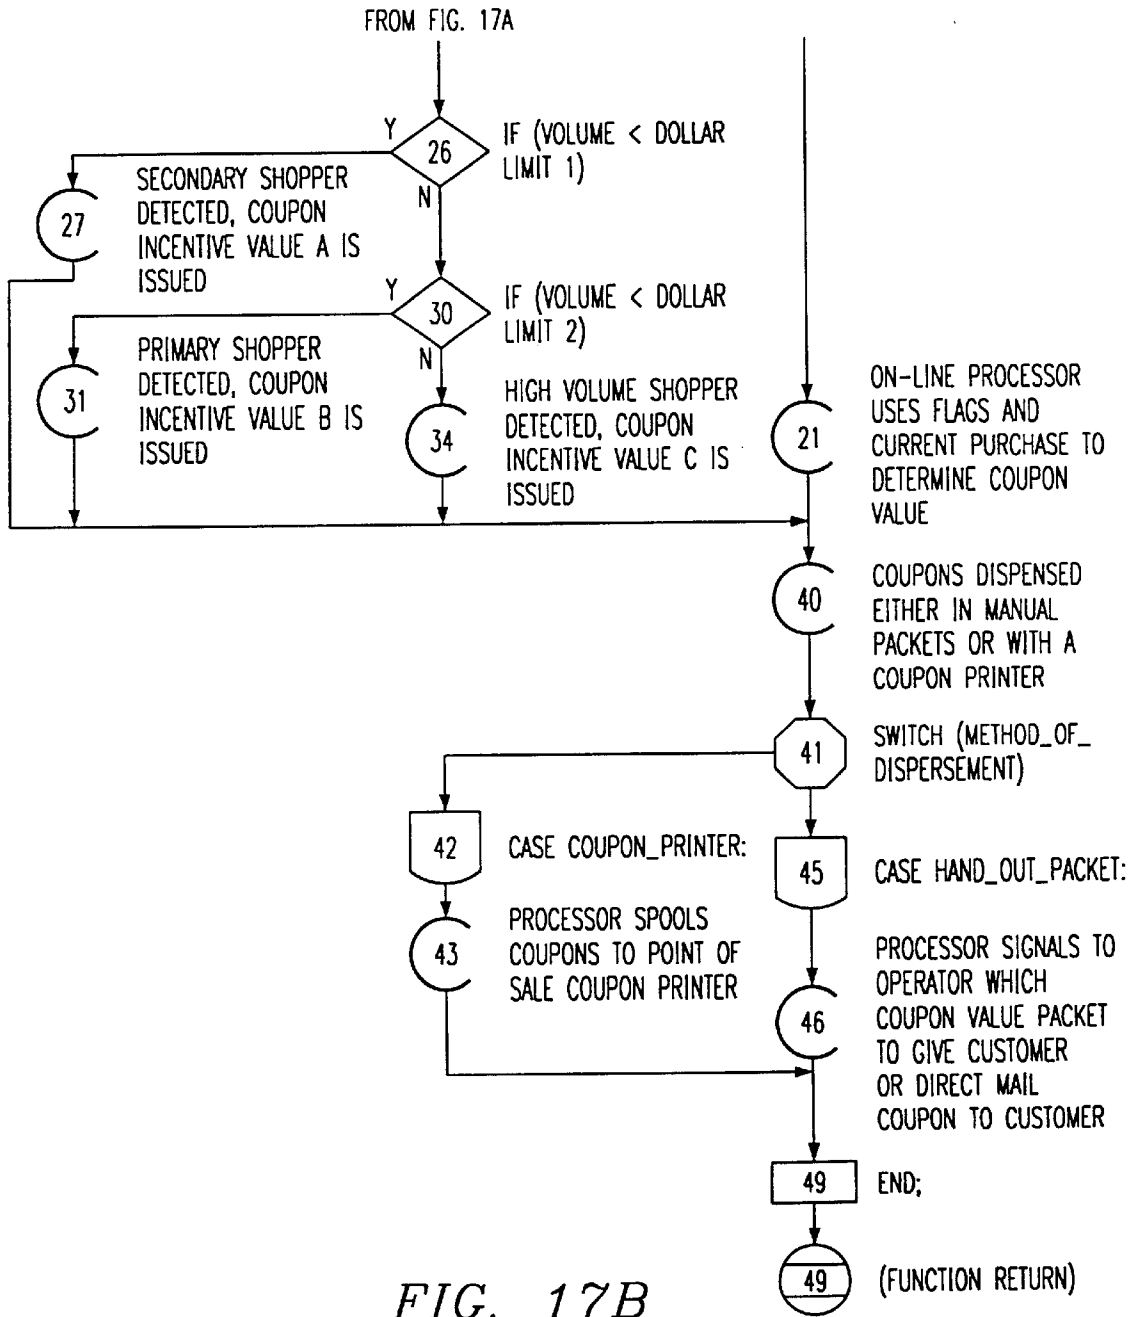 FROM FIG. 17A
Y
26
IF (VOLUME < DOLLAR
LIMIT 1)
N
27
SECONDARY SHOPPER
DETECTED, COUPON
INCENTIVE VALUE A IS
ISSUED
Y
30
IF (VOLUME < DOLLAR
LIMIT 2)
N
31
PRIMARY SHOPPER
DETECTED, COUPON
INCENTIVE VALUE B IS
ISSUED
34
HIGH VOLUME SHOPPER
DETECTED, COUPON
INCENTIVE VALUE C IS
ISSUED
21
ON-LINE PROCESSOR
USES FLAGS AND
CURRENT PURCHASE TO
DETERMINE COUPON
VALUE
40
COUPONS DISPENSED
EITHER IN MANUAL
PACKETS OR WITH A
COUPON PRINTER
41
SWITCH (METHOD_OF_
DISPERSEMENT)
42
CASE COUPON_PRINTER:
45
CASE HAND_OUT_PACKET:
43
PROCESSOR SPOOLS
COUPONS TO POINT OF
SALE COUPON PRINTER
46
PROCESSOR SIGNALS TO
OPERATOR WHICH
COUPON VALUE PACKET
TO GIVE CUSTOMER
OR DIRECT MAIL
COUPON TO CUSTOMER
49
END;
49
(FUNCTION RETURN)
FIG. 17B